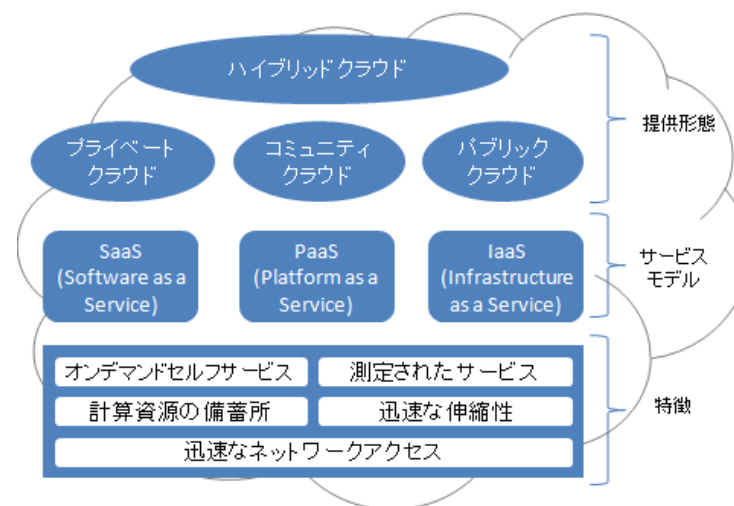 ハイブリッドクラウド
提供形態
プライベート
クラウド
コミュニティ
クラウド
パブリック
クラウド
SaaS
(Software as a
Service)
PaaS
(Platform as a
Service)
IaaS
(Infrastructure
as a Service)
サービス
モデル
オンデマンドセルフサービス
測定されたサービス
計算資源の備蓄所
迅速な伸縮性
特徴
迅速なネットワークアクセス